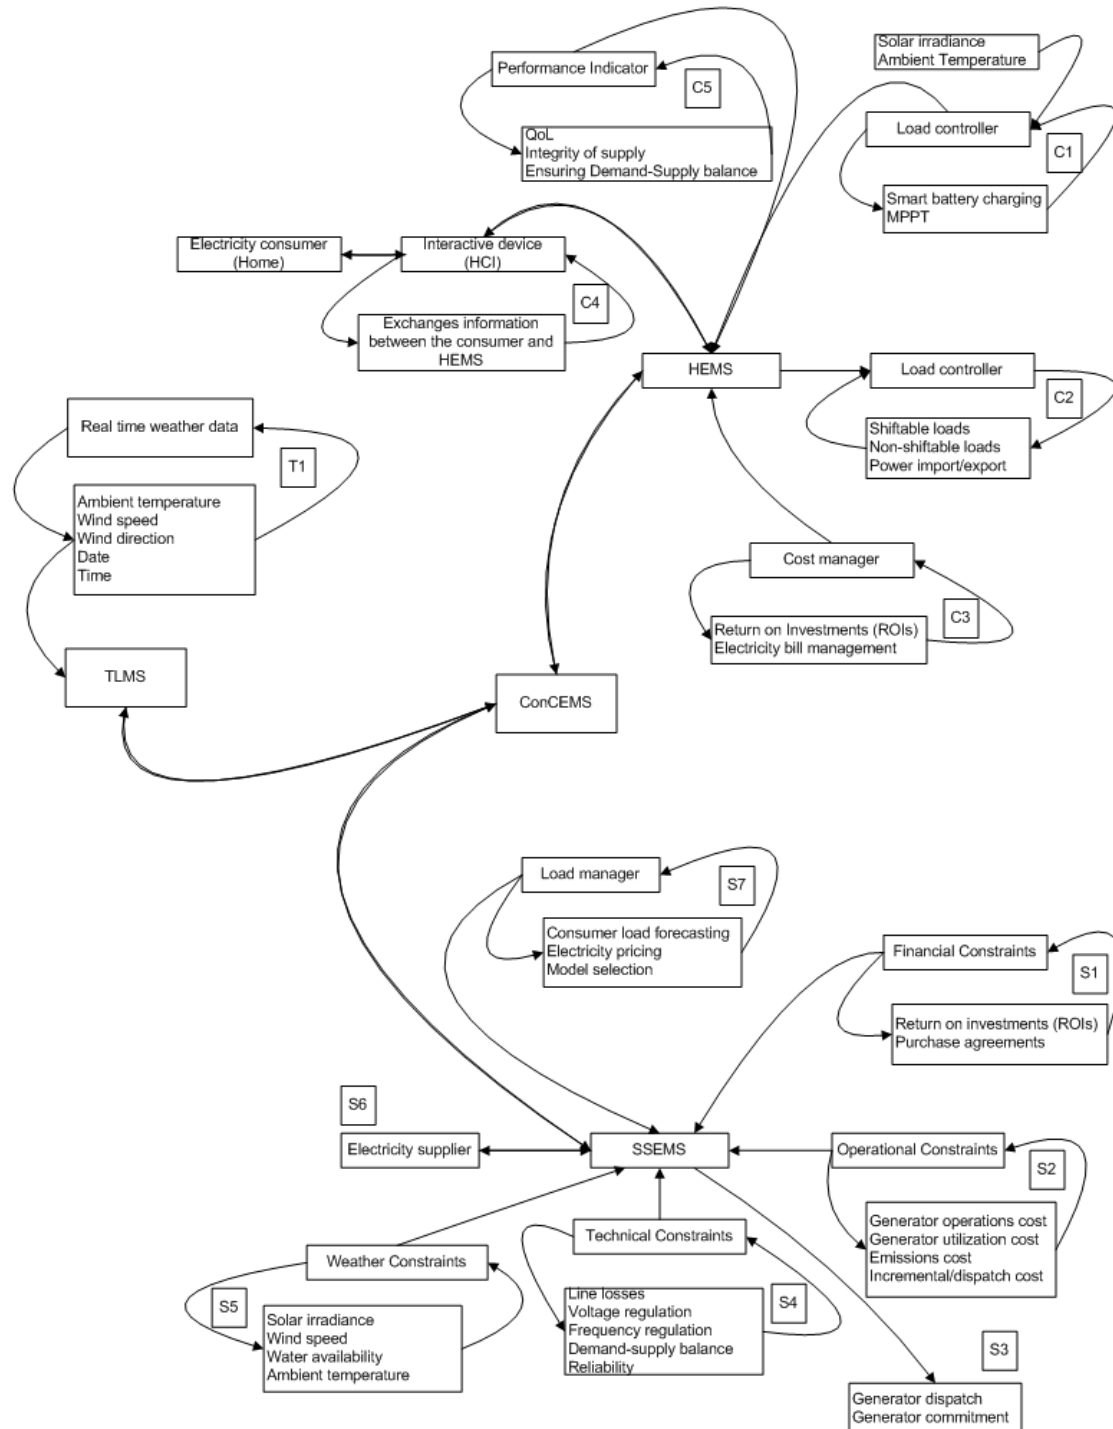 Performance Indicator
C5
QoL
Integrity of supply
Ensuring Demand-Supply balance
Solar irradiance
Ambient Temperature
Load controller
C1
Smart battery charging
MPPT
Electricity consumer
(Home)
Interactive device
(HCI)
C4
Exchanges information
between the consumer and
HEMS
HEMS
Load controller
C2
Shiftable loads
Non-shiftable loads
Power import/export
Real time weather data
T1
Ambient temperature
Wind speed
Wind direction
Date
Time
Cost manager
C3
Return on Investments (ROIs)
Electricity bill management
TLMS
ConCEMS
Load manager
S7
Consumer load forecasting
Electricity pricing
Model selection
Financial Constraints
S1
Return on investments (ROIs)
Purchase agreements
S6
Electricity supplier
SSEMS
Operational Constraints
S2
Generator operations cost
Generator utilization cost
Emissions cost
Incremental/dispatch cost
Technical Constraints
S4
Line losses
Voltage regulation
Frequency regulation
Demand-supply balance
Reliability
Weather Constraints
S5
Solar irradiance
Wind speed
Water availability
Ambient temperature
S3
Generator dispatch
Generator commitment